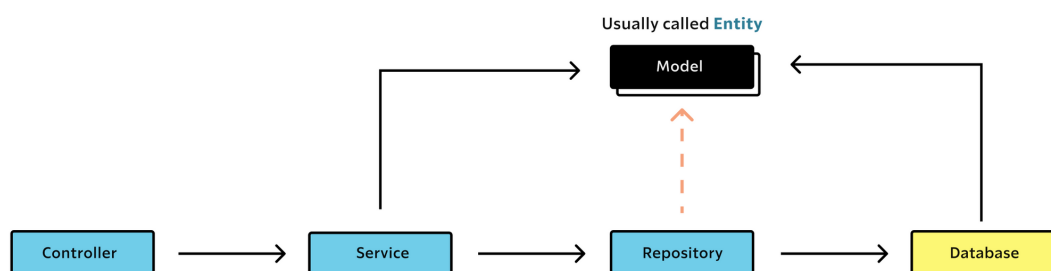 Usually called Entity
Model
Controller
Service
Repository
Database